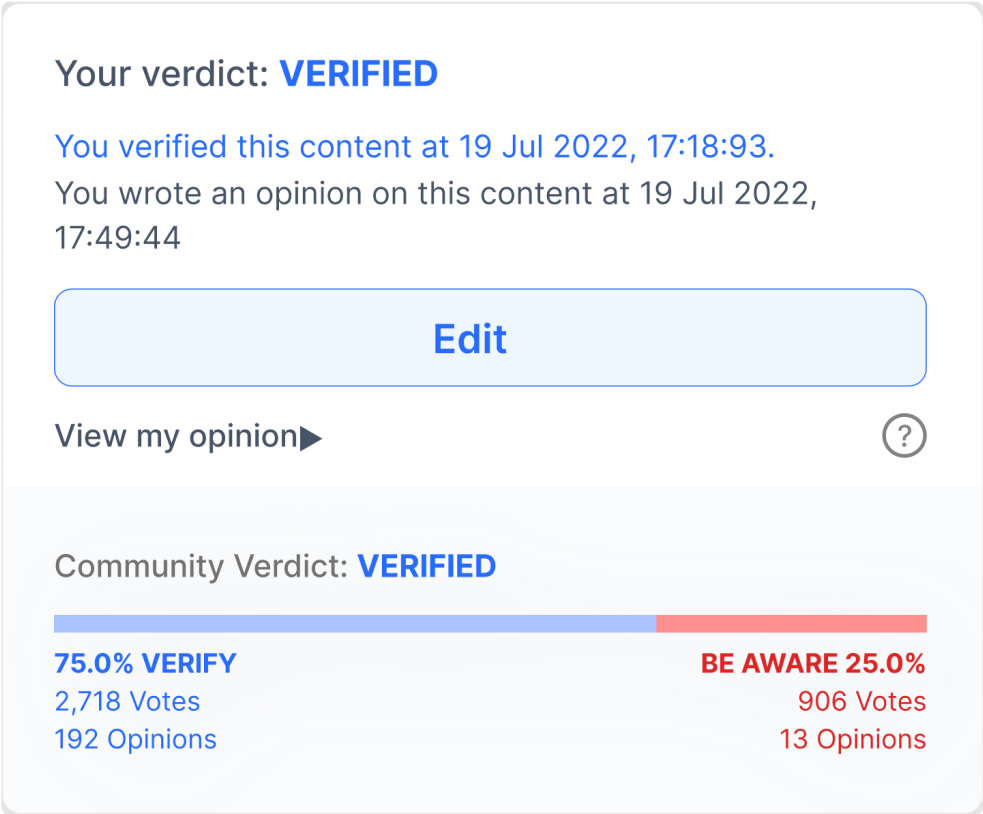 Your verdict: VERIFIED
You verified this content at 19 Jul 2022, 17:18:93.
You wrote an opinion on this content at 19 Jul 2022,
17:49:44
Edit
View my opinion▶
?
Community Verdict: VERIFIED
75.0% VERIFY
BE AWARE 25.0%
2,718 Votes
906 Votes
192 Opinions
13 Opinions